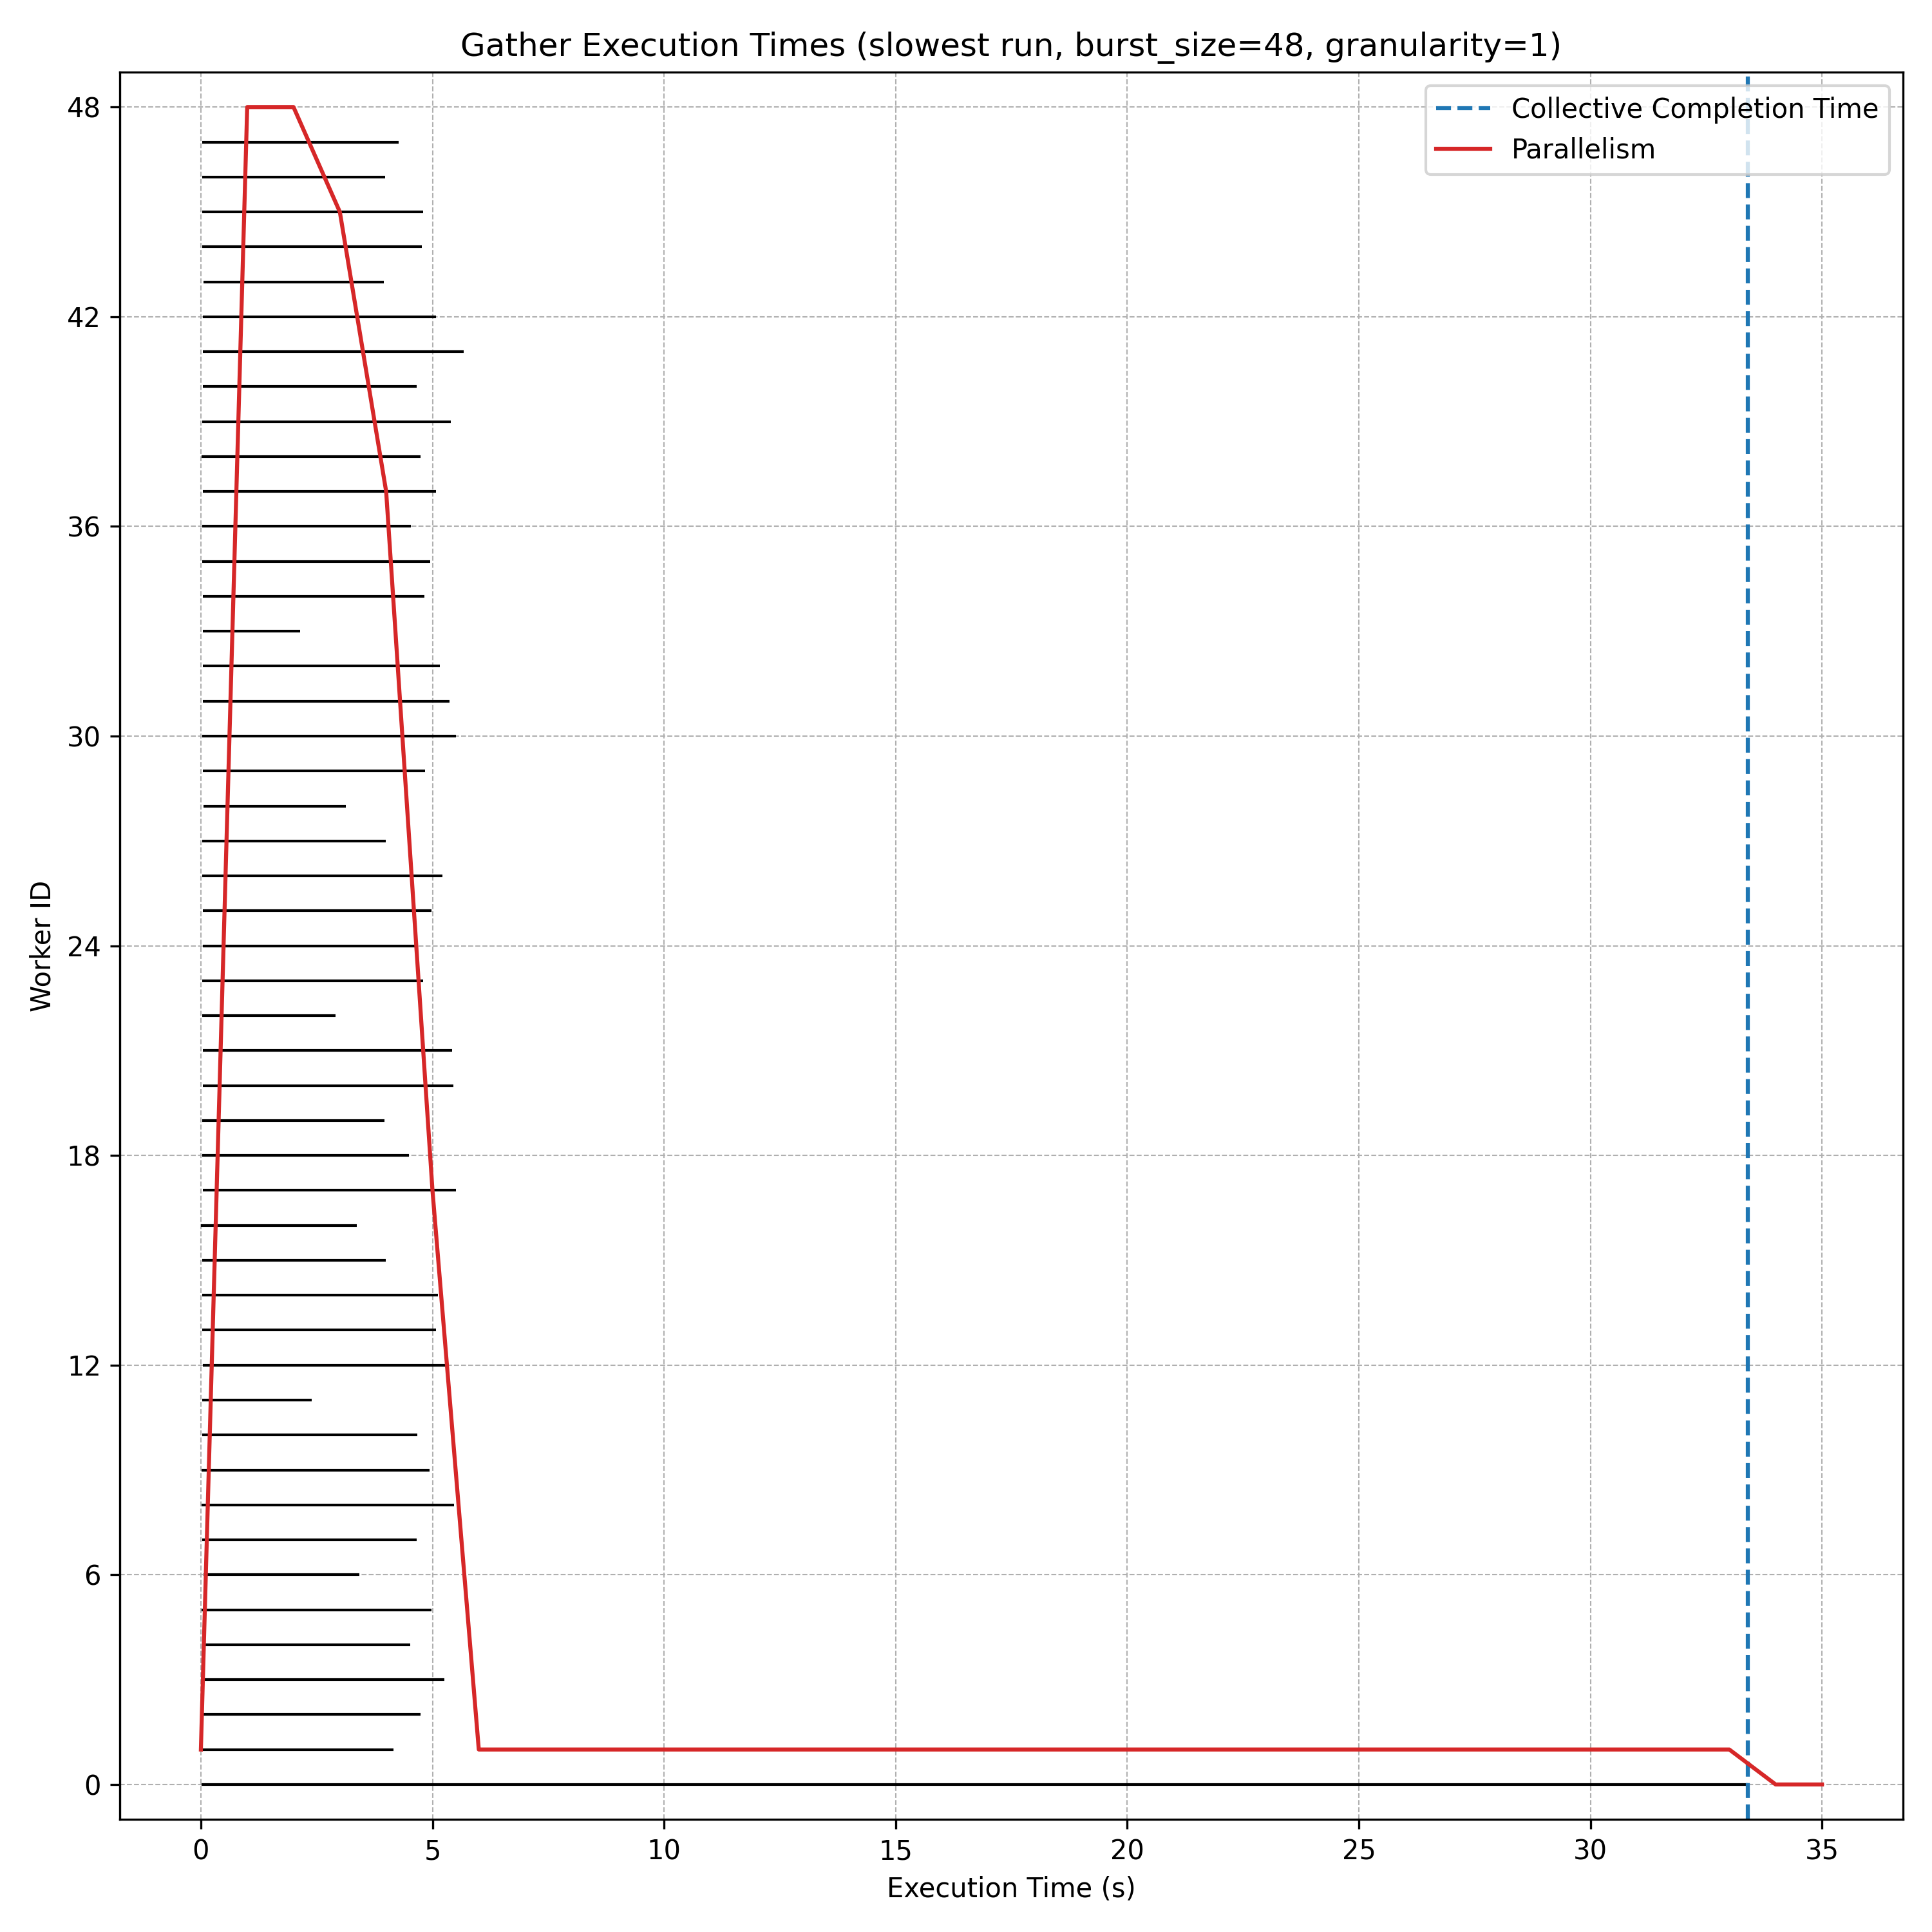 Gather Execution Times (slowest run, burst_size=48, granularity=1)
Collective Completion Time
Parallelism
Worker ID
48
42
36
30
24
18
12
6
0
0 5 10 15 20 25 30 35
Execution Time (s)